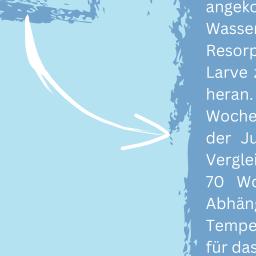 angeko
Wasser
Resorp
Larve z
heran.
Woche
der Ju
Verglei
70 Wo
Abhäng
Tempe
für das